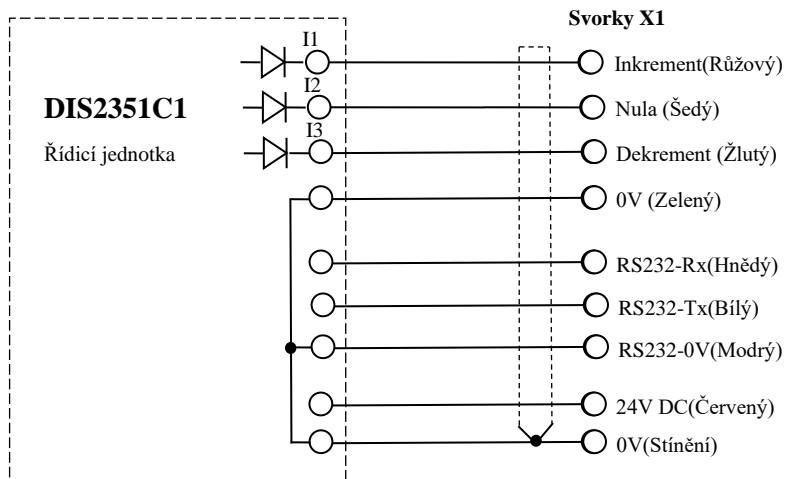 Svorky X1
I1
Inkrement(Růžový)
DIS2351C1
I2
Nula (Šedý)
Řídicí jednotka
I3
Dekrement (Žlutý)
0V (Zelený)
RS232-Rx(Hnědý)
RS232-Tx(Bílý)
RS232-0V(Modrý)
24V DC(Červený)
0V(Stínění)